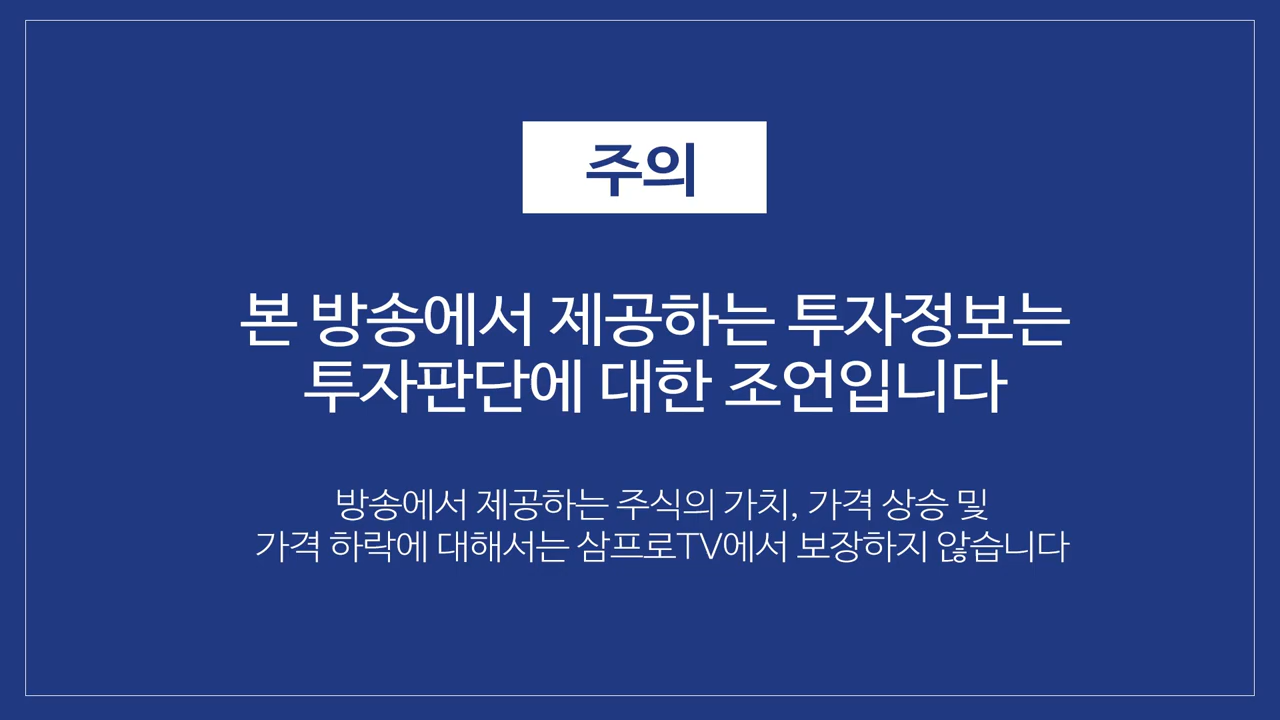 주의
본 방송에서 제공하는 투자정보는
투자판단에 대한 조언입니다
방송에서 제공하는 주식의 가치, 가격 상승 및
가격 하락에 대해서는 삼프로TV에서 보장하지 않습니다